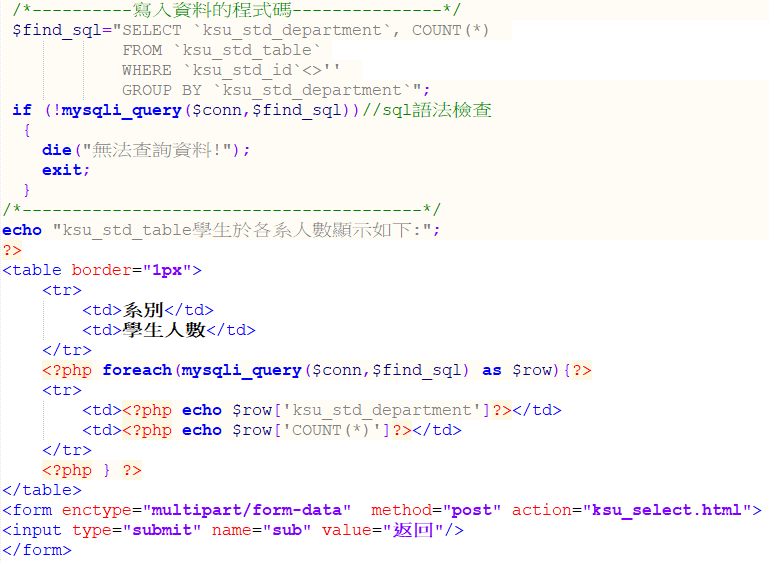 /*----------寫入資料的程式碼---------------*/
$find_sql="SELECT `ksu_std_department`, COUNT(*)
FROM `ksu_std_table`
WHERE `ksu_std_id`<>''
GROUP BY `ksu_std_department`";
if (!mysqli_query($conn,$find_sql))//sql語法檢查
{
die("無法查詢資料!");
exit;
}
/*----------------------------------------*/
echo "ksu_std_table學生於各系人數顯示如下:";
?>
<table border="1px">
<tr>
<td>系別</td>
<td>學生人數</td>
</tr>
<?php foreach(mysqli_query($conn,$find_sql) as $row){?>
<tr>
<td><?php echo $row['ksu_std_department']?></td>
<td><?php echo $row['COUNT(*)']?></td>
</tr>
<?php } ?>
</table>
<form enctype="multipart/form-data"  method="post" action="ksu_select.html">
<input type="submit" name="sub" value="返回"/>
</form>